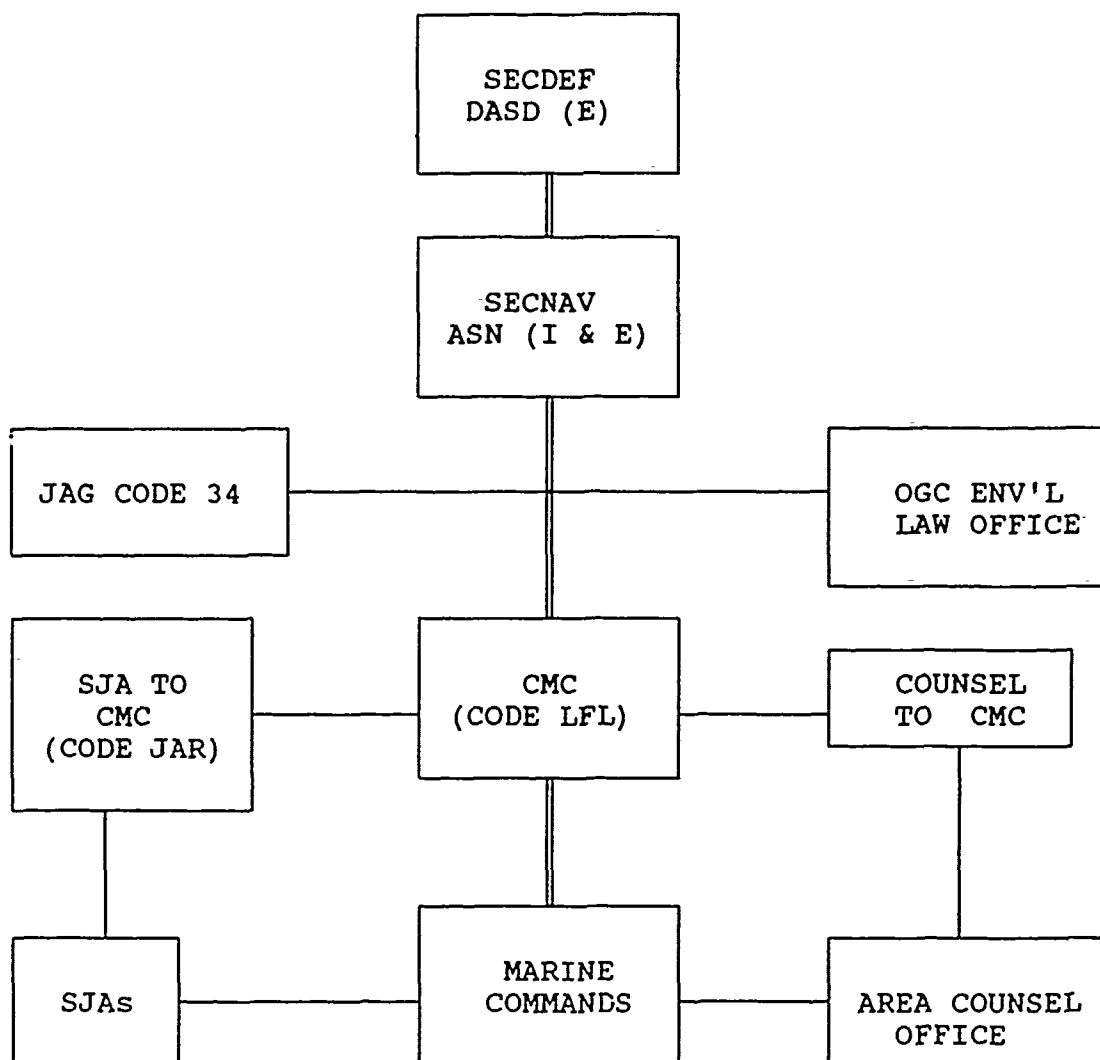 SECDEF
DASD (E)
SECNAV
ASN (I & E)
JAG CODE 34
OGC ENV'L
LAW OFFICE
SJA TO
CMC
(CODE JAR)
CMC
(CODE LFL)
COUNSEL
TO CMC
SJAs
MARINE
COMMANDS
AREA COUNSEL
OFFICE